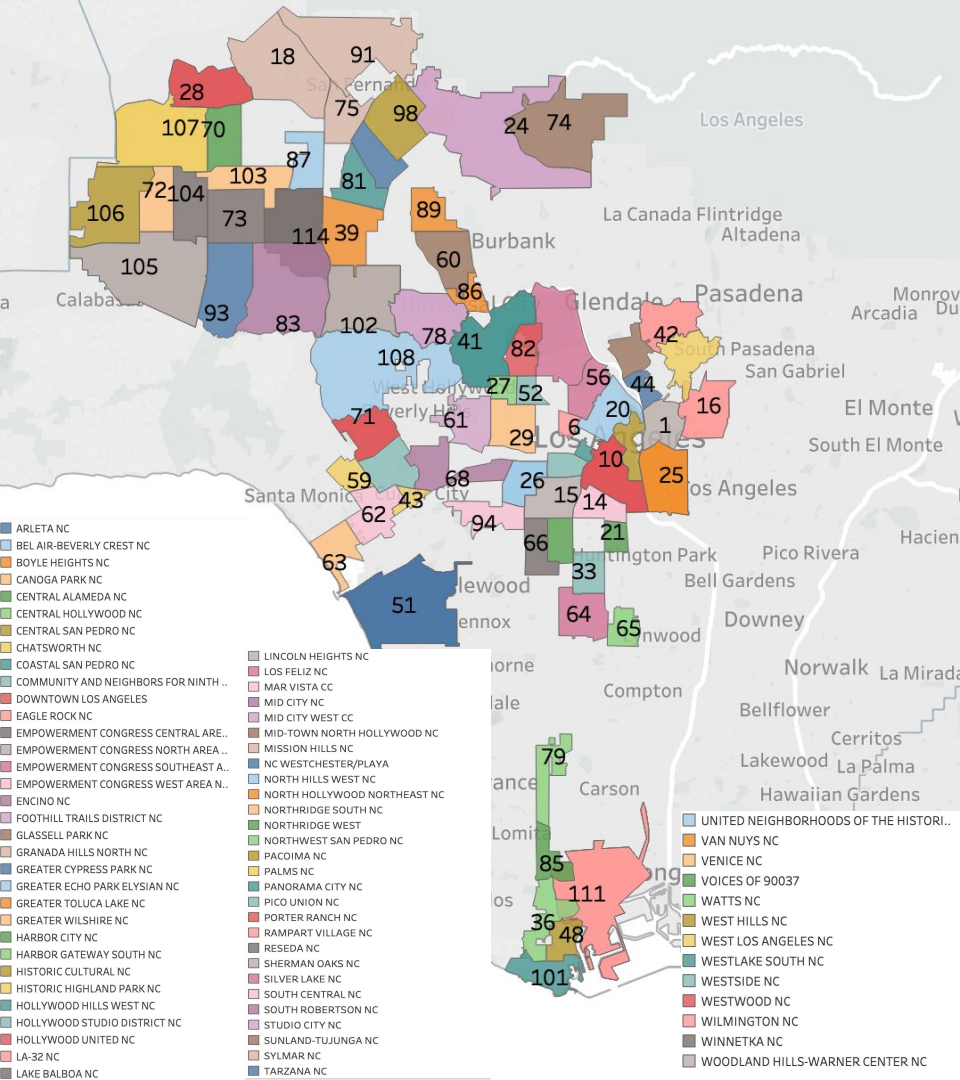 18
91
San Fernand
28
75
98
107
70
24
74
Los Angeles
87
103
81
72
104
106
73
114
39
89
La Canada Flintridge
Altadena
Burbank
105
60
86
Calabas
93
83
102
78
41
82
Universal City
Glendale
Pasadena
Monrov
Arcadia
Du
42
South Pasadena
San Gabriel
108
44
56
27
52
West Hollyw
Beverly Hills
71
61
29
6
20
1
16
Los Angeles
El Monte
South El Monte
59
68
26
10
25
os Angeles
Santa Monica
City
43
62
15
14
94
66
21
Huntington Park
Pico Rivera
Hacien
63
33
Bell Gardens
lewood
51
ennox
64
65
nwood
Downey
orne
Norwalk
La Mirada
dale
Compton
Bellflower
Cerritos
La Palma
Lakewood
Hawaiian Gardens
79
rance
Carson
Lomita
85
111
ong
os
36
48
101
ARLETA NC
BEL AIR-BEVERLY CREST NC
BOYLE HEIGHTS NC
CANOGA PARK NC
CENTRAL ALAMEDA NC
CENTRAL HOLLYWOOD NC
CENTRAL SAN PEDRO NC
CHATSWORTH NC
COASTAL SAN PEDRO NC
COMMUNITY AND NEIGHBORS FOR NINTH ..
DOWNTOWN LOS ANGELES
EAGLE ROCK NC
EMPOWERMENT CONGRESS CENTRAL ARE..
EMPOWERMENT CONGRESS NORTH AREA ..
EMPOWERMENT CONGRESS SOUTHEAST A..
EMPOWERMENT CONGRESS WEST AREA N..
ENCINO NC
FOOTHILL TRAILS DISTRICT NC
GLASSELL PARK NC
GRANADA HILLS NORTH NC
GREATER CYPRESS PARK NC
GREATER ECHO PARK ELYSIAN NC
GREATER TOLUCA LAKE NC
GREATER WILSHIRE NC
HARBOR CITY NC
HARBOR GATEWAY SOUTH NC
HISTORIC CULTURAL NC
HISTORIC HIGHLAND PARK NC
HOLLYWOOD HILLS WEST NC
HOLLYWOOD STUDIO DISTRICT NC
HOLLYWOOD UNITED NC
LA-32 NC
LAKE BALBOA NC
LINCOLN HEIGHTS NC
LOS FELIZ NC
MAR VISTA CC
MID CITY NC
MID CITY WEST CC
MID-TOWN NORTH HOLLYWOOD NC
MISSION HILLS NC
NC WESTCHESTER/PLAYA
NORTH HILLS WEST NC
NORTH HOLLYWOOD NORTHEAST NC
NORTHRIDGE SOUTH NC
NORTHRIDGE WEST
NORTHWEST SAN PEDRO NC
PACOIMA NC
PALMS NC
PANORAMA CITY NC
PICO UNION NC
PORTER RANCH NC
RAMPART VILLAGE NC
RESEDA NC
SHERMAN OAKS NC
SILVER LAKE NC
SOUTH CENTRAL NC
SOUTH ROBERTSON NC
STUDIO CITY NC
SUNLAND-TUJUNGA NC
SYLMAR NC
TARZANA NC
UNITED NEIGHBORHOODS OF THE HISTORI..
VAN NUYS NC
VENICE NC
VOICES OF 90037
WATTS NC
WEST HILLS NC
WEST LOS ANGELES NC
WESTLAKE SOUTH NC
WESTSIDE NC
WESTWOOD NC
WILMINGTON NC
WINNETKA NC
WOODLAND HILLS-WARNER CENTER NC